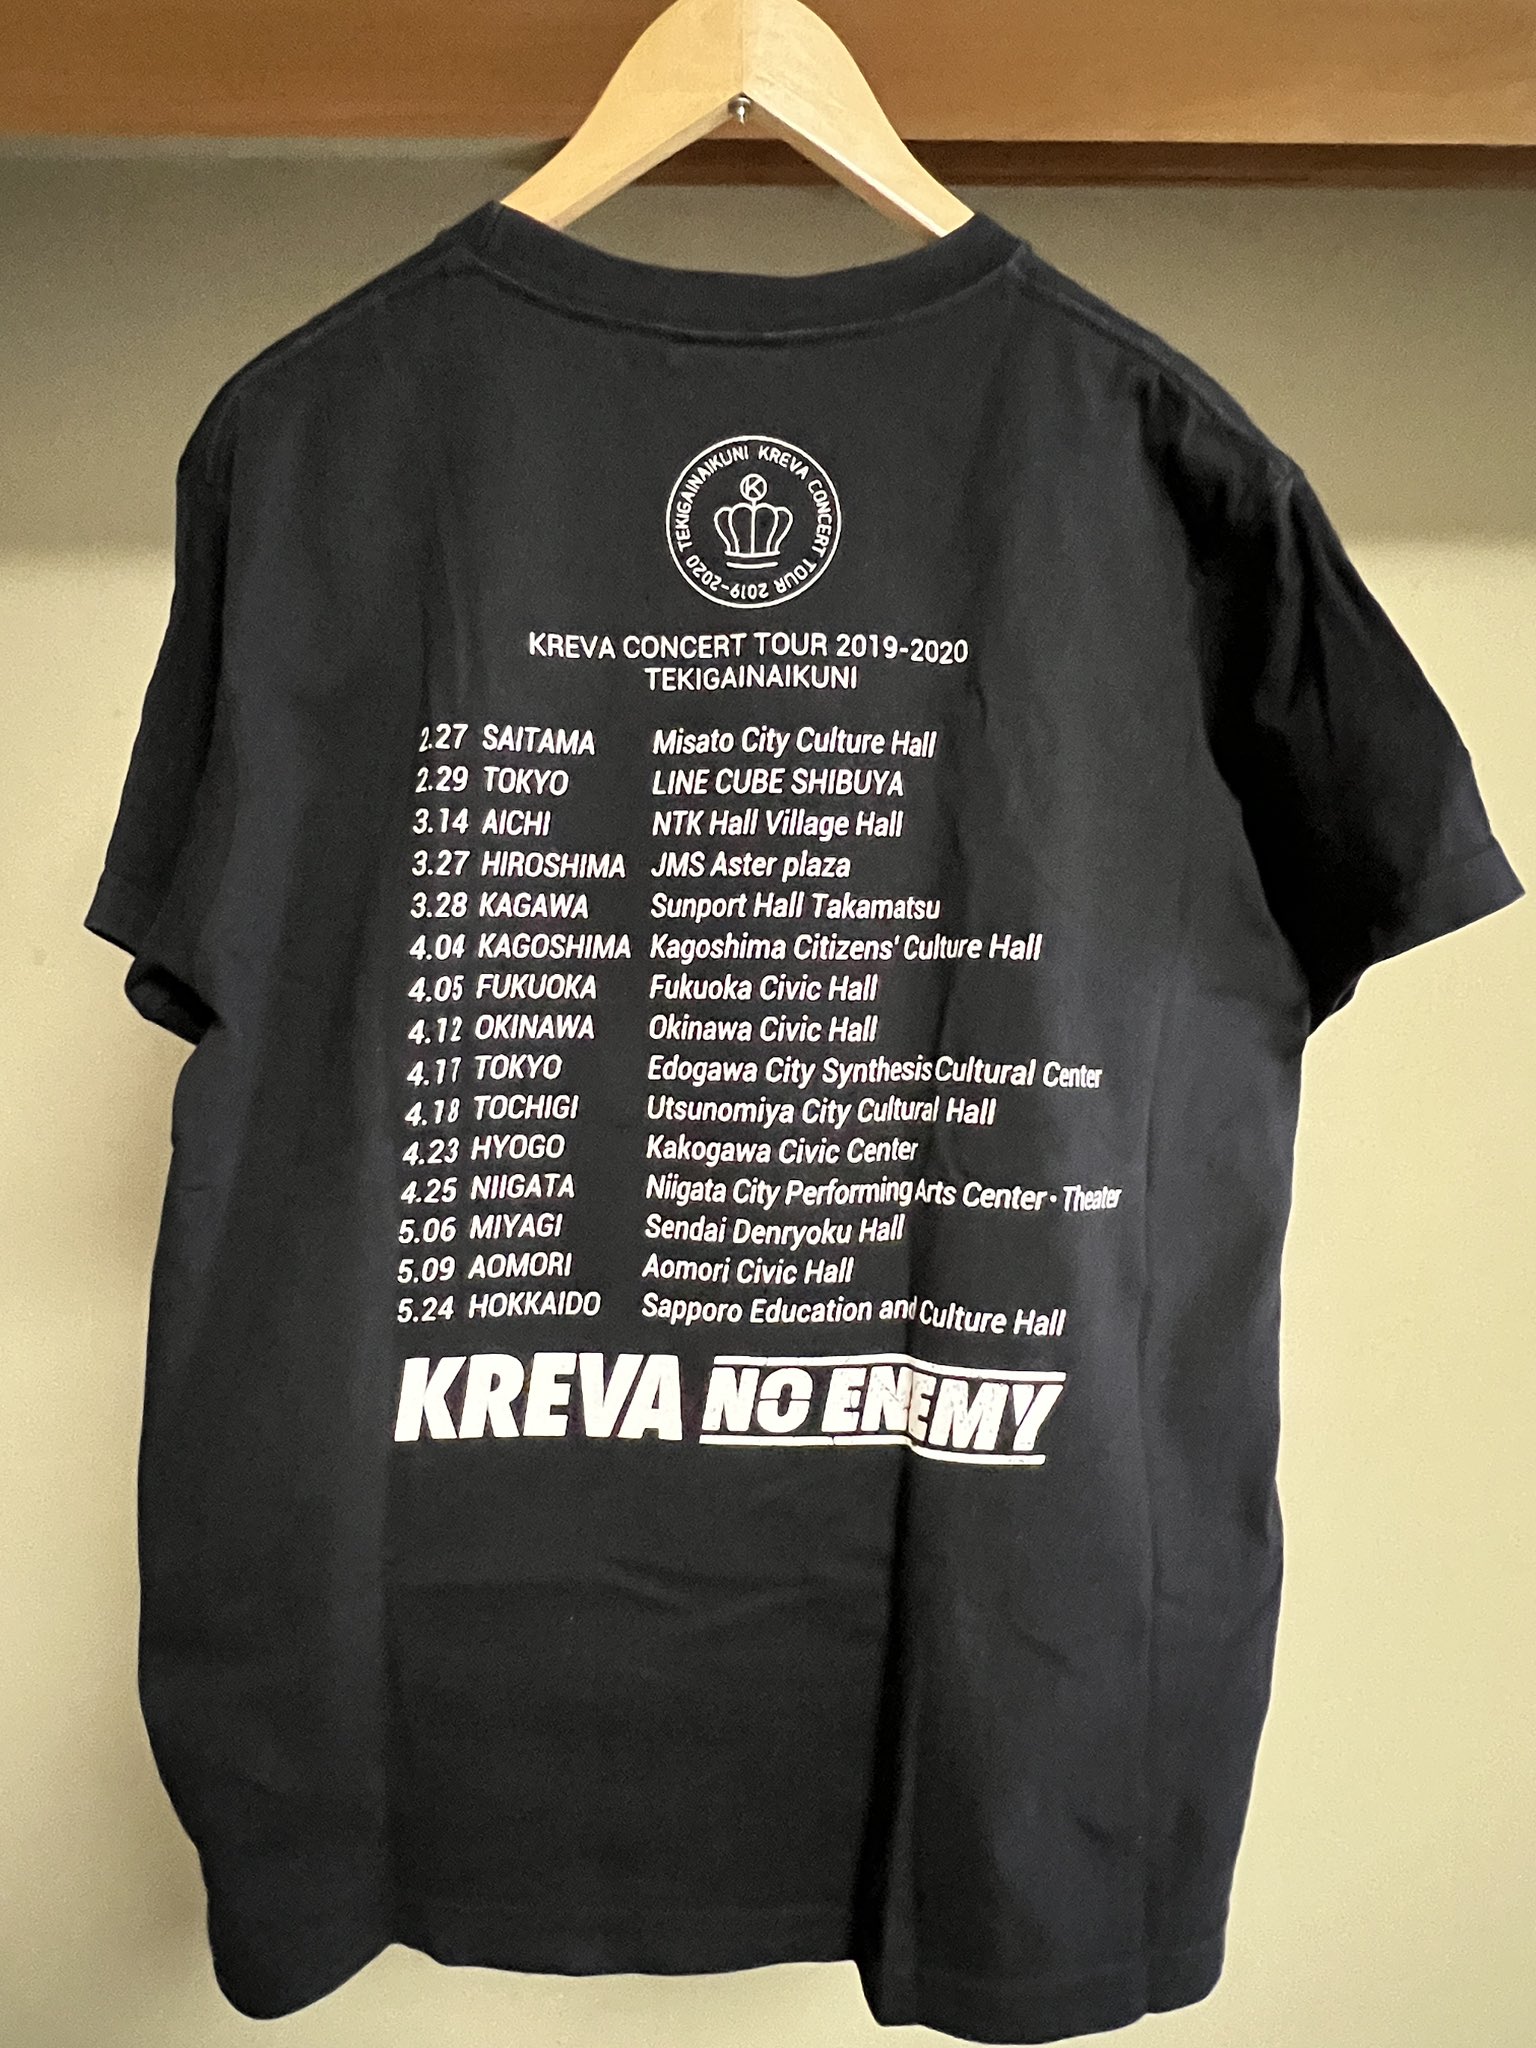 TEKIGAINAIKUNI KREVA CONCERT TOUR 2019-2020
K
KREVA CONCERT TOUR 2019-2020
TEKIGAINAIKUNI
2.27 SAITAMA Misato City Culture Hall
2.29 TOKYO LINE CUBE SHIBUYA
3.14 AICHI NTK Hall Village Hall
3.27 HIROSHIMA JMS Aster plaza
3.28 KAGAWA Sunport Hall Takamatsu
4.04 KAGOSHIMA Kagoshima Citizens' Culture Hall
4.05 FUKUOKA Fukuoka Civic Hall
4.12 OKINAWA Okinawa Civic Hall
4.17 TOKYO Edogawa City Synthesis Cultural Center
4.18 TOCHIGI Utsunomiya City Cultural Hall
4.23 HYOGO Kakogawa Civic Center
4.25 NIIGATA Niigata City Performing Arts Center・Theater
5.06 MIYAGI Sendai Denryoku Hall
5.09 AOMORI Aomori Civic Hall
5.24 HOKKAIDO Sapporo Education and Culture Hall
KREVA NO ENEMY